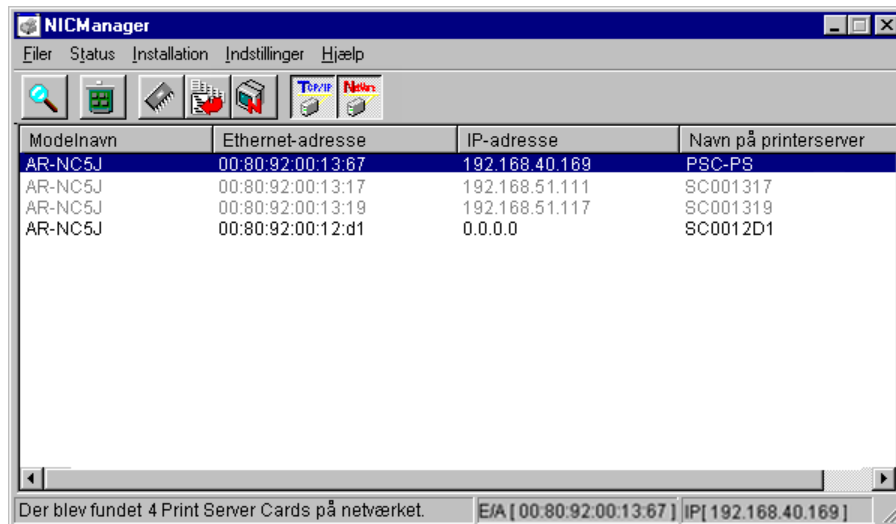 NICManager
Filer Status Installation Indstillinger Hjælp
TCP/IP NetWare
Modelnavn Ethernet-adresse IP-adresse Navn på printerserver
AR-NC5J 00:80:92:00:13:67 192.168.40.169 PSC-PS
AR-NC5J 00:80:92:00:13:17 192.168.51.111 SC001317
AR-NC5J 00:80:92:00:13:19 192.168.51.117 SC001319
AR-NC5J 00:80:92:00:12:d1 0.0.0.0 SC0012D1
Der blev fundet 4 Print Server Cards på netværket. E/A [ 00:80:92:00:13:67 ] IP[ 192.168.40.169 ]